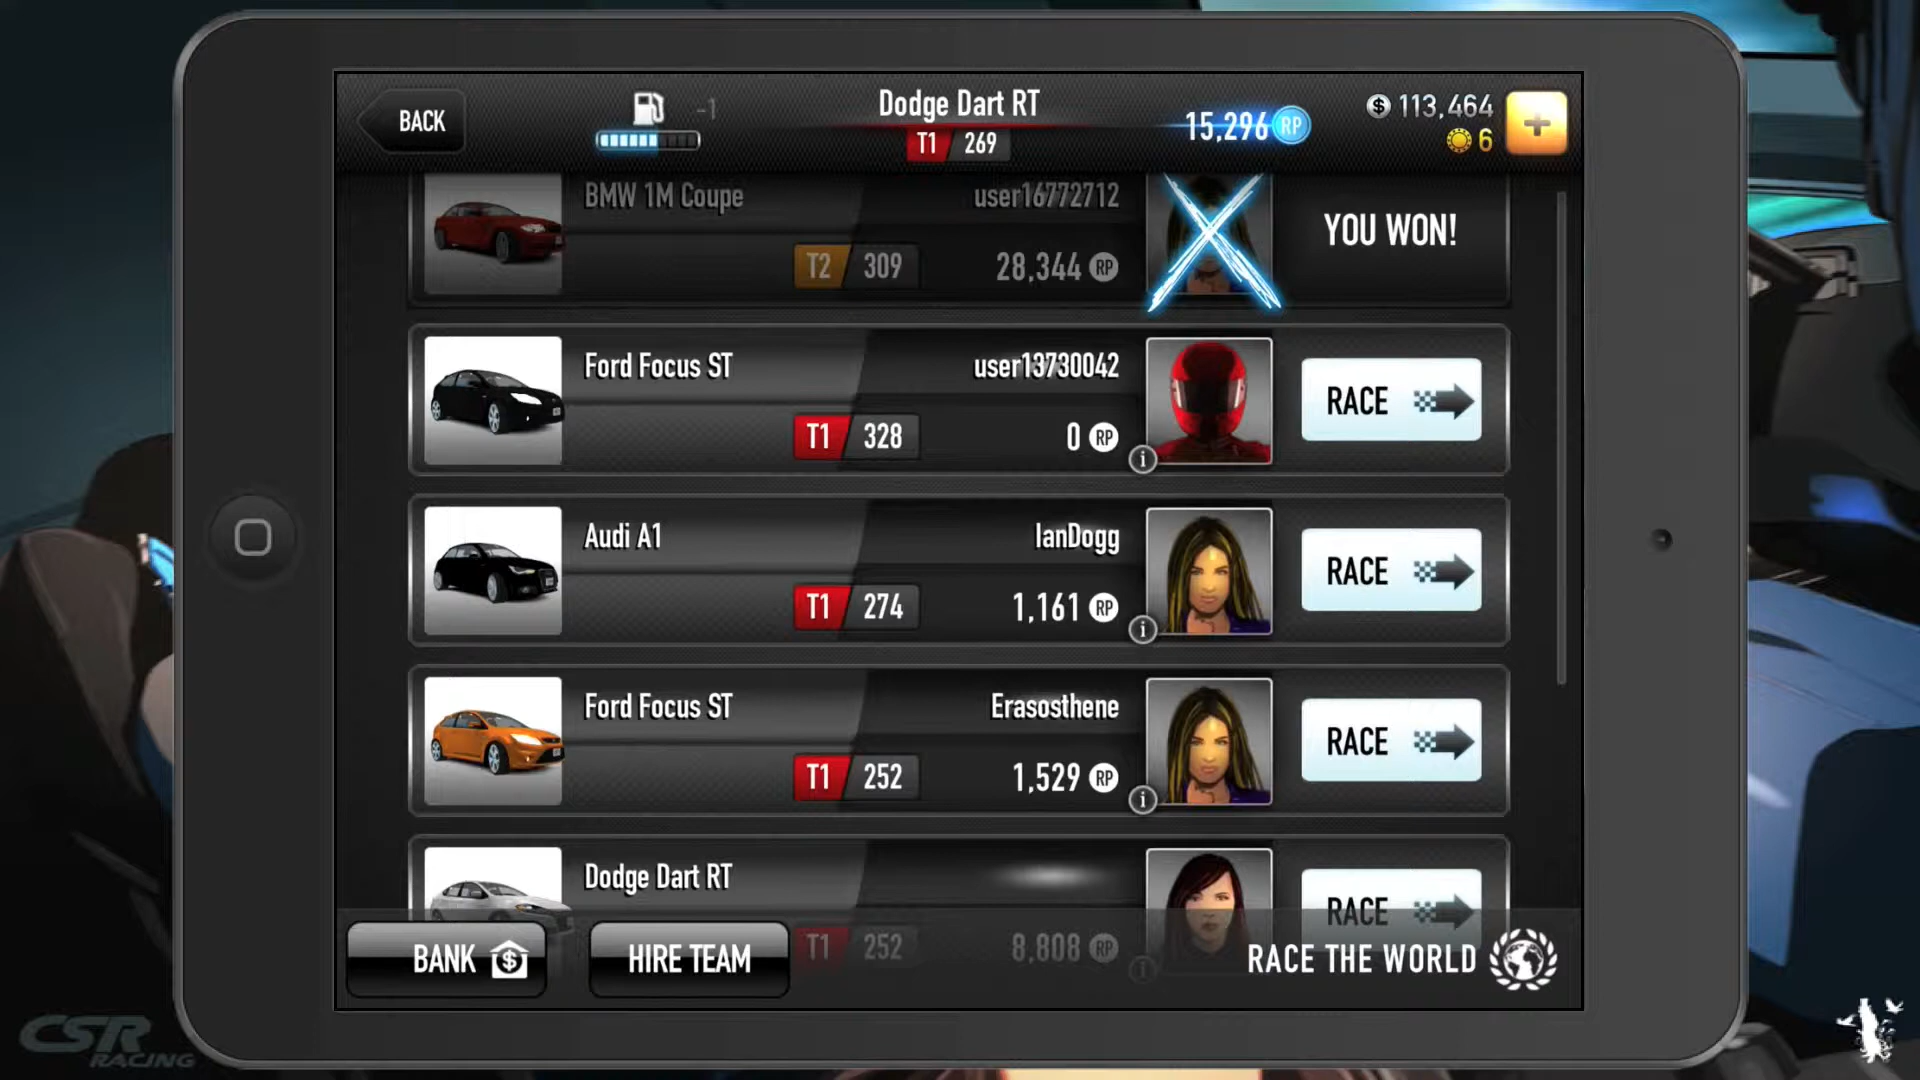 BACK
-1
Dodge Dart RT
T1 269
15,296 RP
$ 113,464
6
+
BMW 1M Coupe
user16772712
T2 309
28,344 RP
YOU WON!
Ford Focus ST
user13730042
T1 328
0 RP
i
RACE
Audi A1
IanDogg
T1 274
1,161 RP
i
RACE
Ford Focus ST
Erasosthene
T1 252
1,529 RP
i
RACE
Dodge Dart RT
T1 252
8,808 RP
i
RACE
BANK $
HIRE TEAM
RACE THE WORLD
CSR
RACING